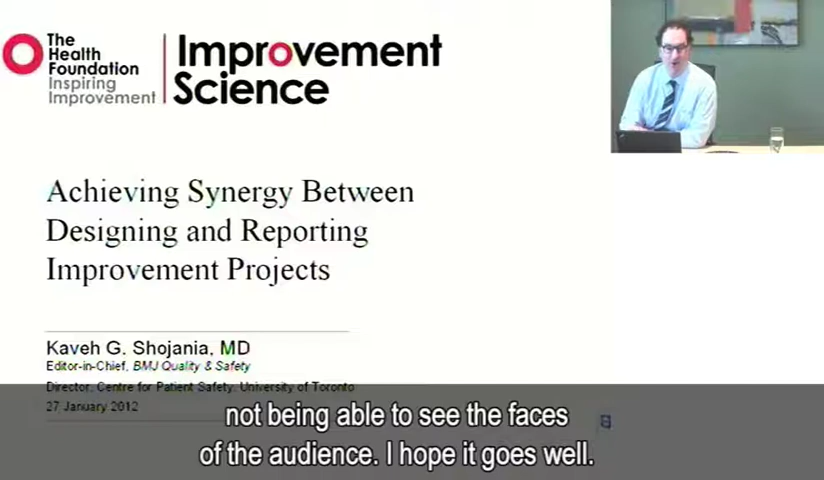 The
Health
Foundation
Inspiring
Improvement
Improvement
Science
Achieving Synergy Between
Designing and Reporting
Improvement Projects
Kaveh G. Shojania, MD
Editor-in-Chief, BMJ Quality & Safety
Director, Centre for Patient Safety, University of Toronto
27 January 2012
not being able to see the faces
of the audience. I hope it goes well.